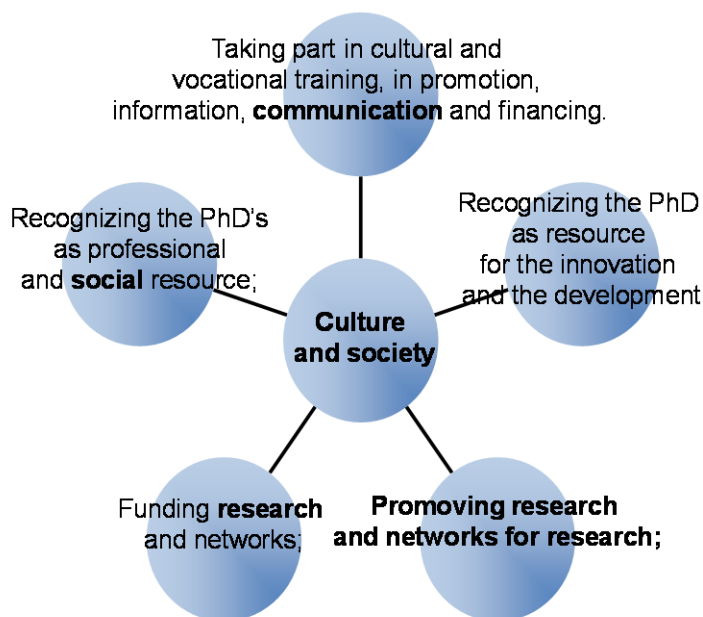 Taking part in cultural and
vocational training, in promotion,
information, communication and financing.
Recognizing the PhD's
as professional
and social resource;
Recognizing the PhD
as resource
for the innovation
and the development
Culture
and society
Funding research
and networks;
Promoving research
and networks for research;